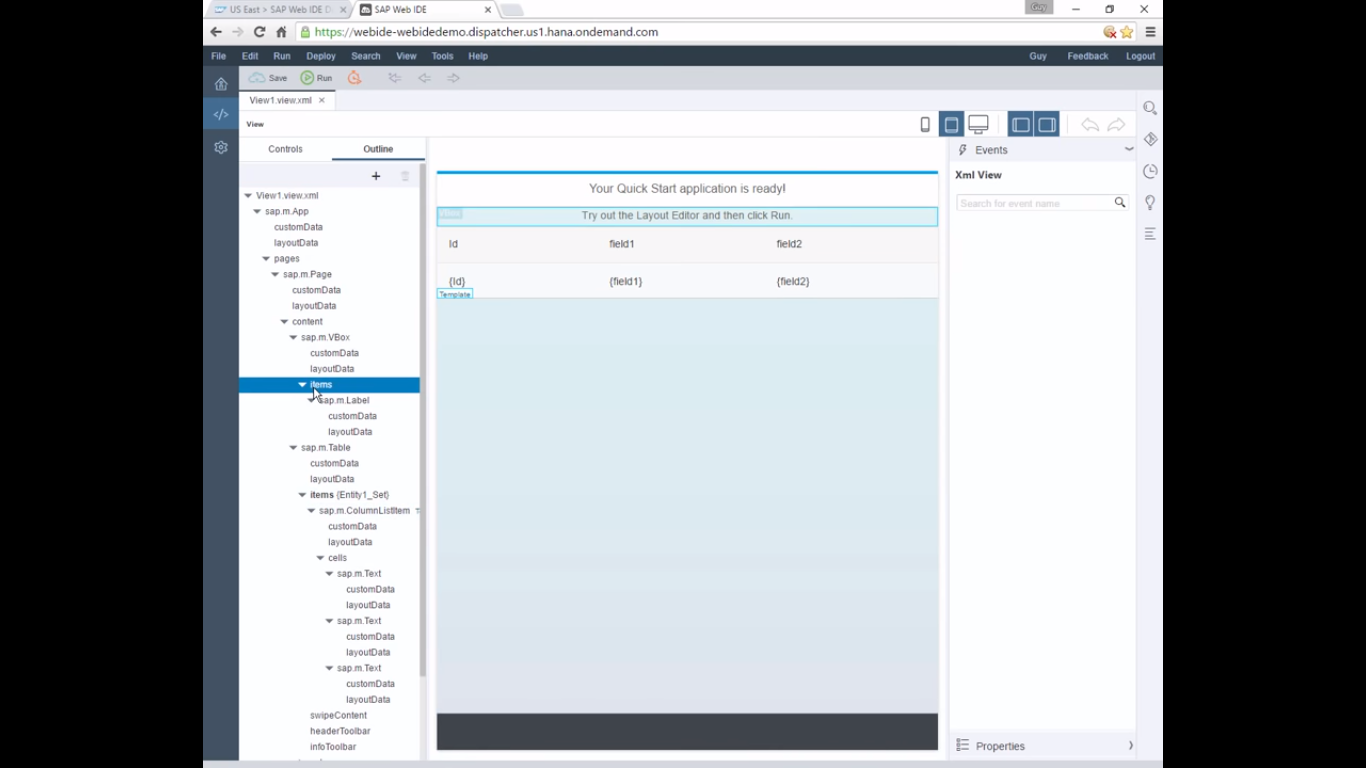 US East > SAP Web IDE D
SAP Web IDE
Guy
https://webide-webidedemo.dispatcher.us1.hana.ondemand.com
File Edit Run Deploy Search View Tools Help Guy Feedback Logout
Save Run
View1.view.xml
View
Controls Outline
View1.view.xml
sap.m.App
customData
layoutData
pages
sap.m.Page
customData
layoutData
content
sap.m.VBox
customData
layoutData
items
sap.m.Label
customData
layoutData
sap.m.Table
customData
layoutData
items {Entity1_Set}
sap.m.ColumnListItem
customData
layoutData
cells
sap.m.Text
customData
layoutData
sap.m.Text
customData
layoutData
sap.m.Text
customData
layoutData
swipeContent
headerToolbar
infoToolbar
Your Quick Start application is ready!
VBox
Try out the Layout Editor and then click Run.
Id field1 field2
{Id} {field1} {field2}
Template
Events
Xml View
Search for event name
Properties